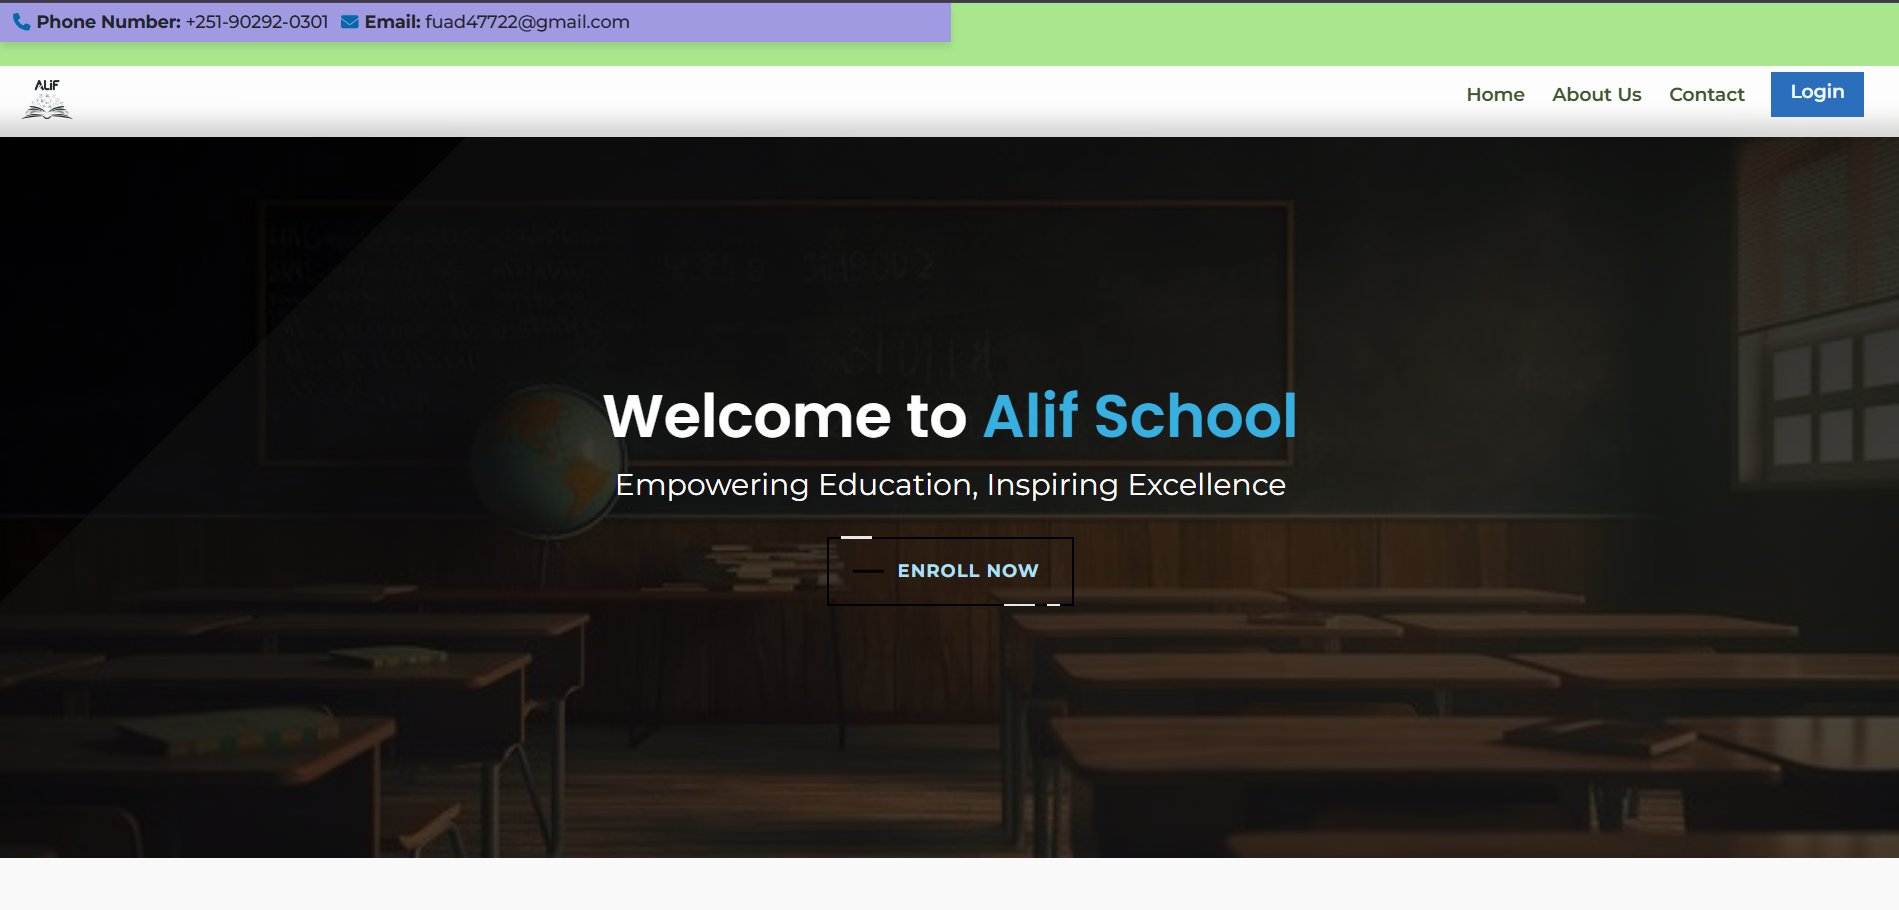 Phone Number: +251-90292-0301 Email: fuad47722@gmail.com
ALiF
Home About Us Contact Login
Welcome to Alif School
Empowering Education, Inspiring Excellence
ENROLL NOW